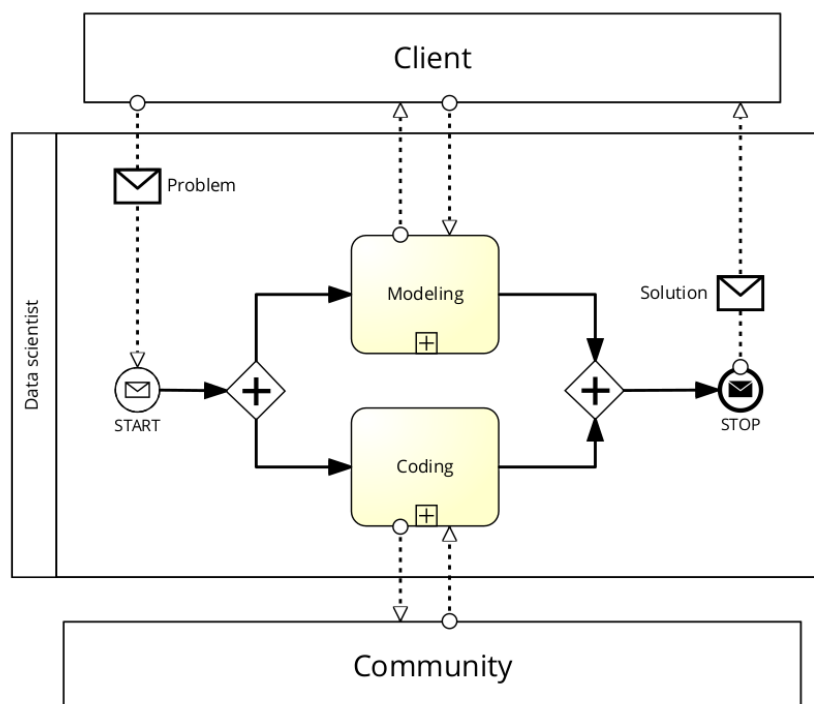 Client
Problem
Modeling
Solution
Data scientist
START
STOP
Coding
Community